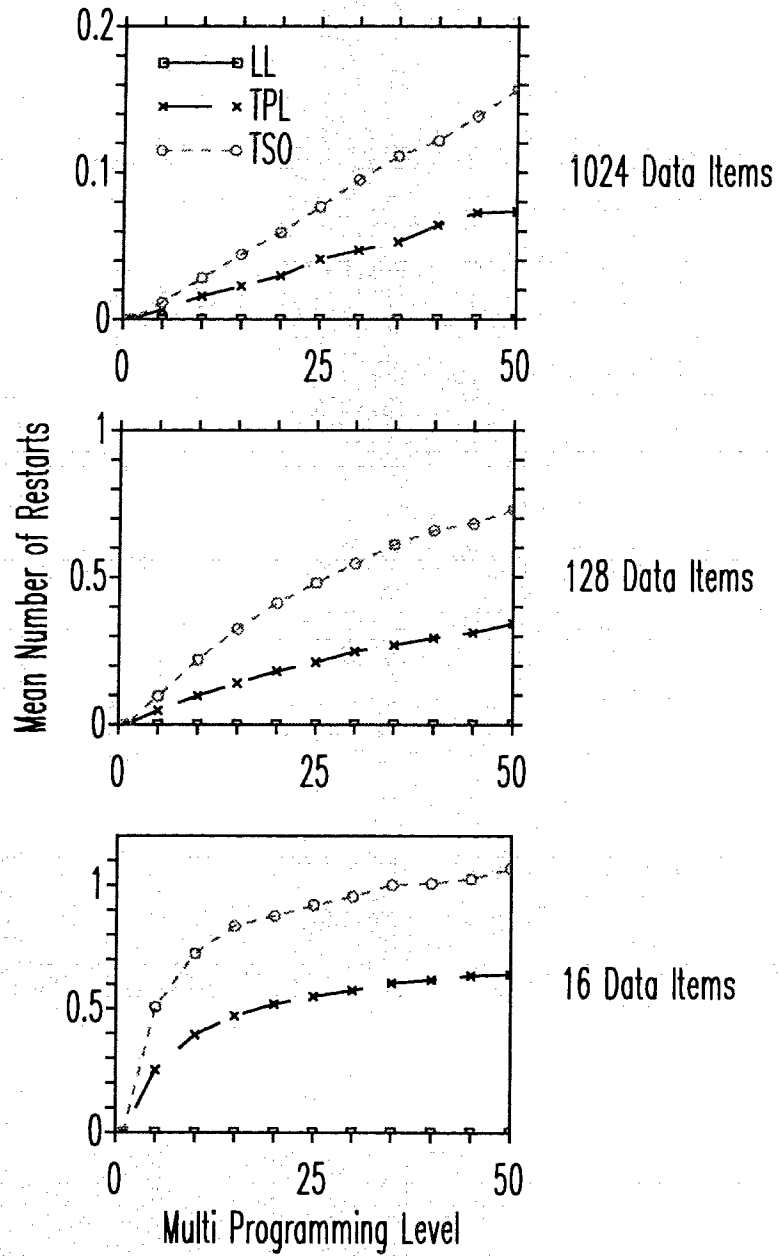 0.2
LL
TPL
TSO
0.1
1024 Data Items
0
0
25
50
Mean Number of Restarts
1
0.5
128 Data Items
0
0
25
50
1
0.5
16 Data Items
0
0
25
50
Multi Programming Level